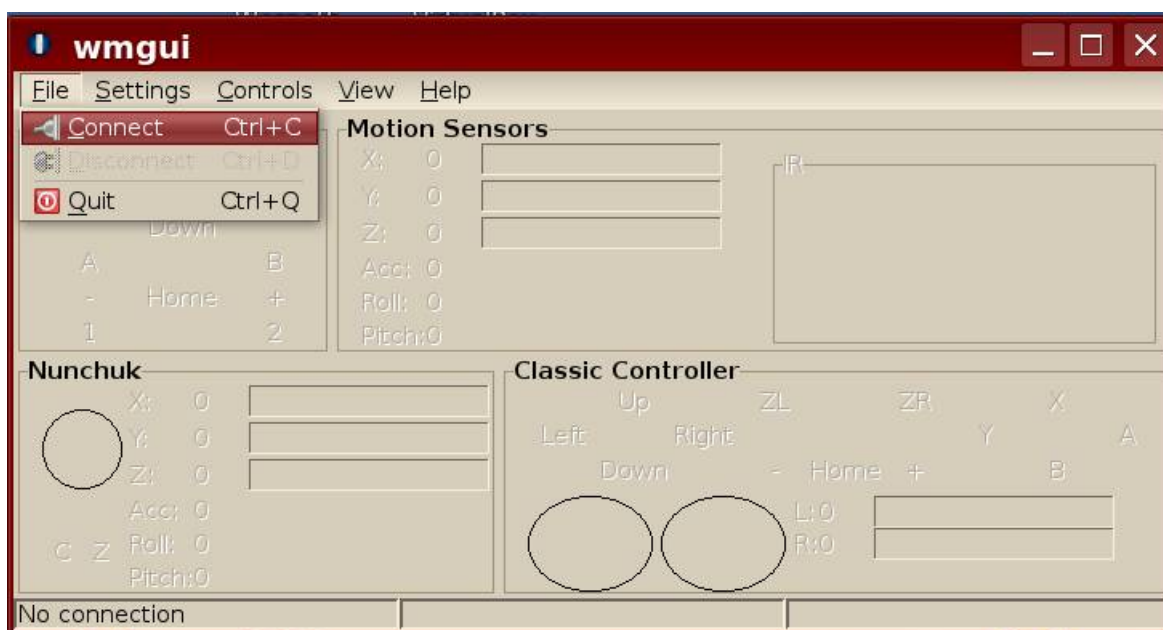 wmgui
File Settings Controls View Help
Connect Ctrl+C
Disconnect Ctrl+D
Quit Ctrl+Q
Down
A B
- Home +
1 2
Motion Sensors
X: 0
Y: 0
Z: 0
Acc: 0
Roll: 0
Pitch:0
IR
Nunchuk
X: 0
Y: 0
Z: 0
Acc: 0
C Z Roll: 0
Pitch:0
Classic Controller
Up ZL ZR X
Left Right Y A
Down - Home + B
L:0
R:0
No connection